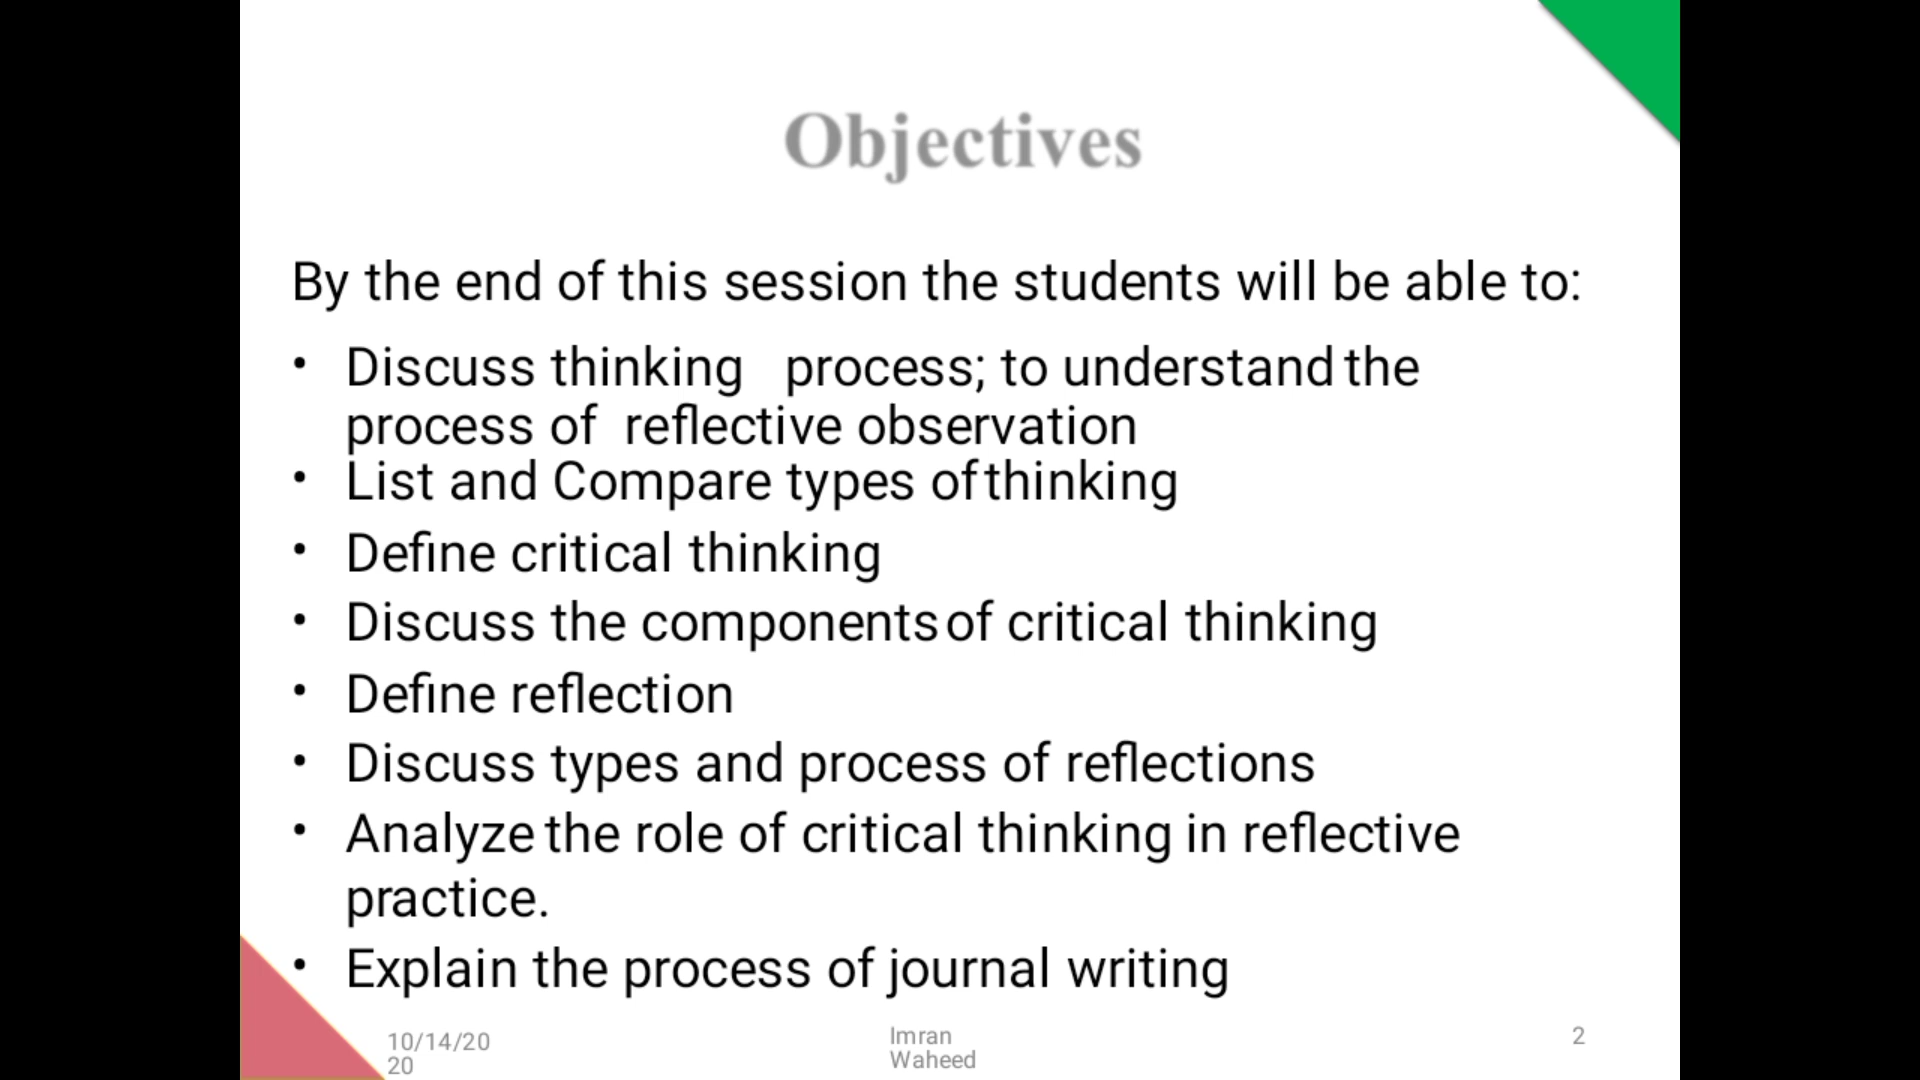 Objectives
By the end of this session the students will be able to:
• Discuss thinking process; to understand the
process of reflective observation
• List and Compare types of thinking
• Define critical thinking
• Discuss the components of critical thinking
• Define reflection
• Discuss types and process of reflections
• Analyze the role of critical thinking in reflective
practice.
• Explain the process of journal writing
10/14/20
20
Imran
Waheed
2